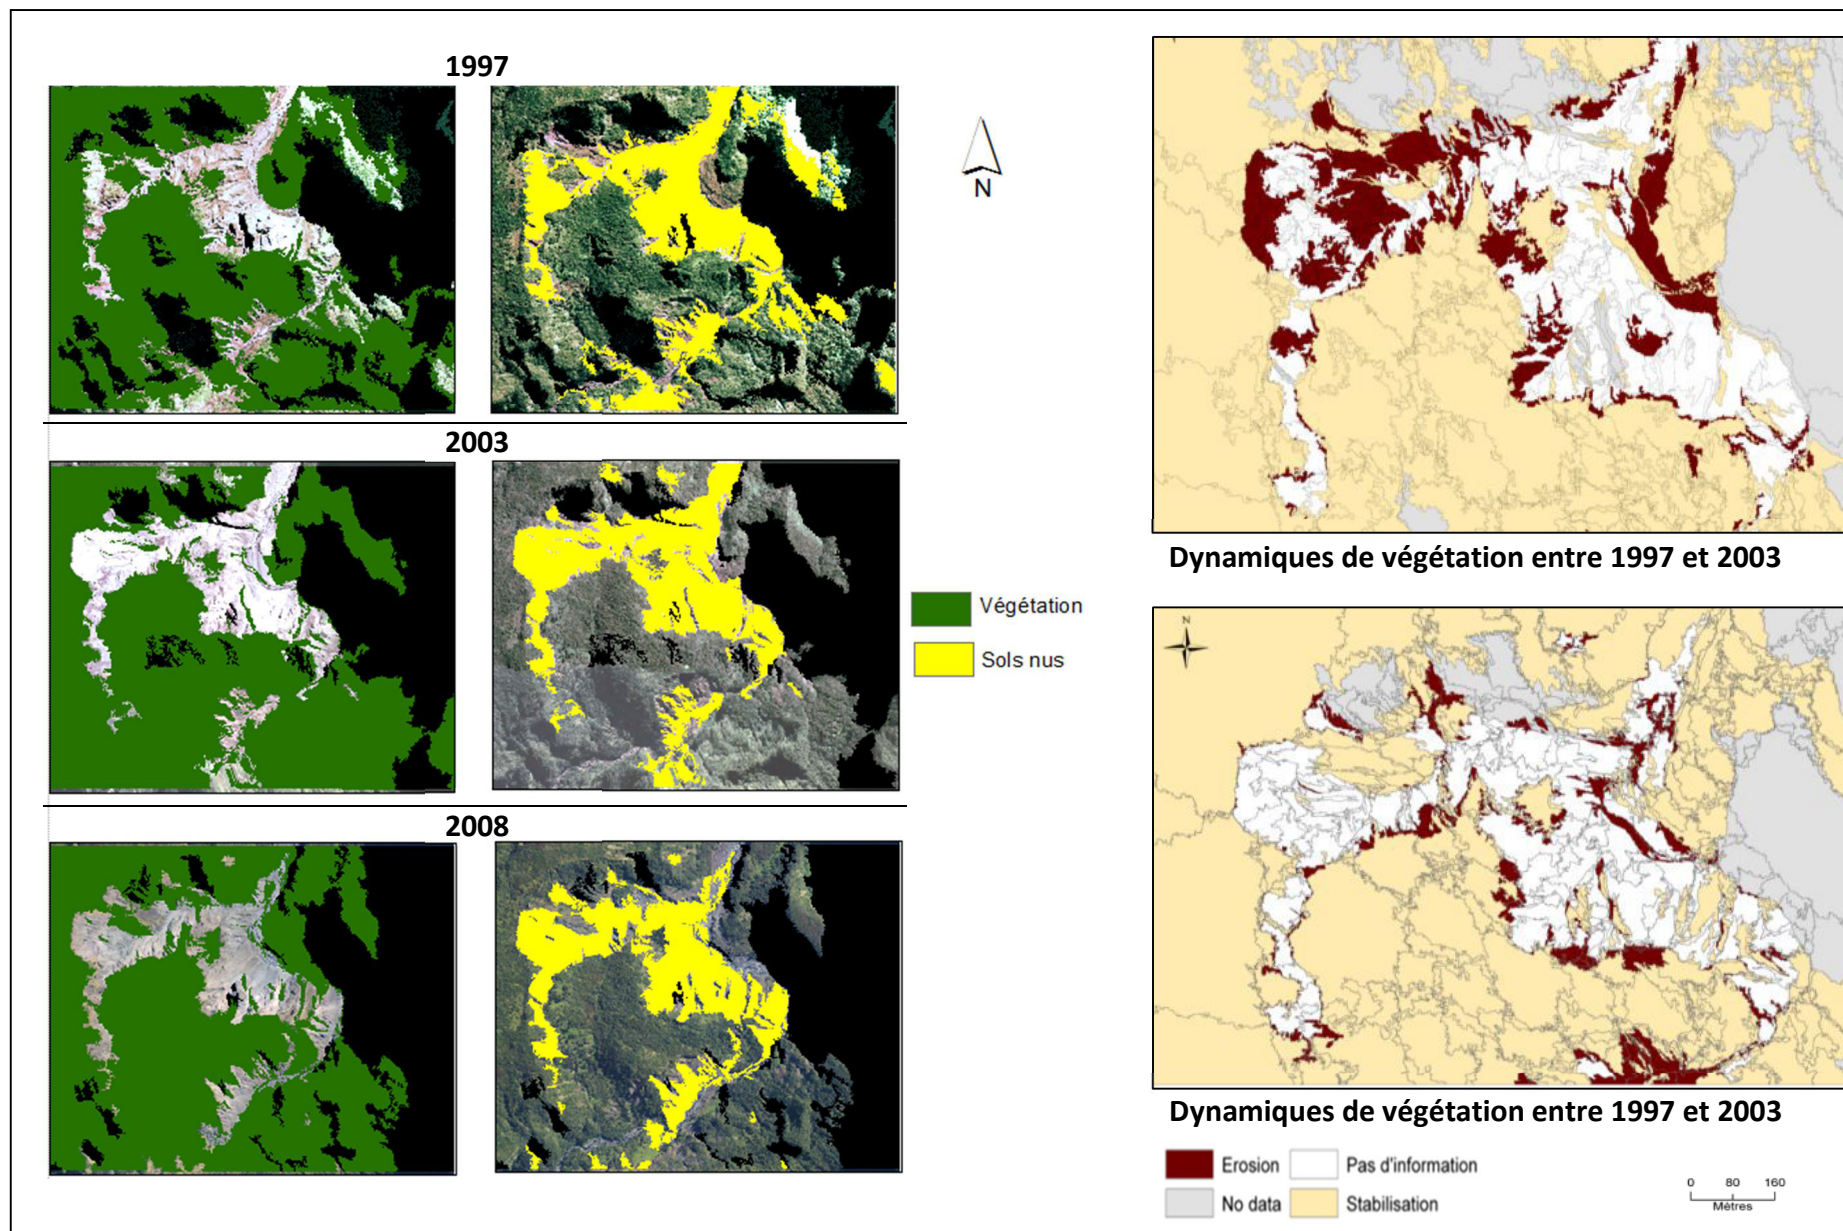 1997
N
2003
Végétation
Sols nus
2008
Dynamiques de végétation entre 1997 et 2003
N
Dynamiques de végétation entre 1997 et 2003
Erosion
Pas d'information
No data
Stabilisation
0 80 160
Mètres